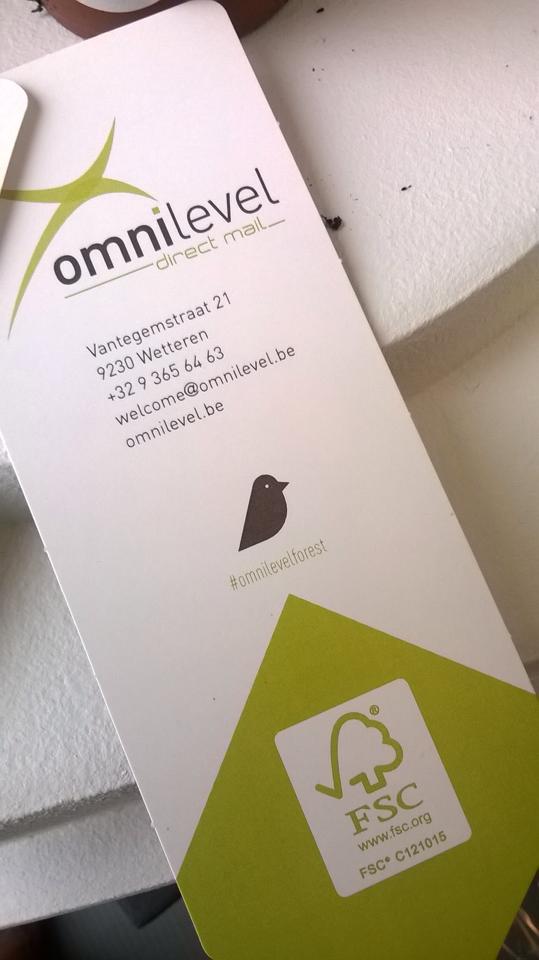 omnilevel
direct mail
Vantegemstraat 21
9230 Wetteren
+32 9 365 64 63
welcome@omnilevel.be
omnilevel.be
#omnilevelforest
®
FSC
www.fsc.org
FSC® C121015